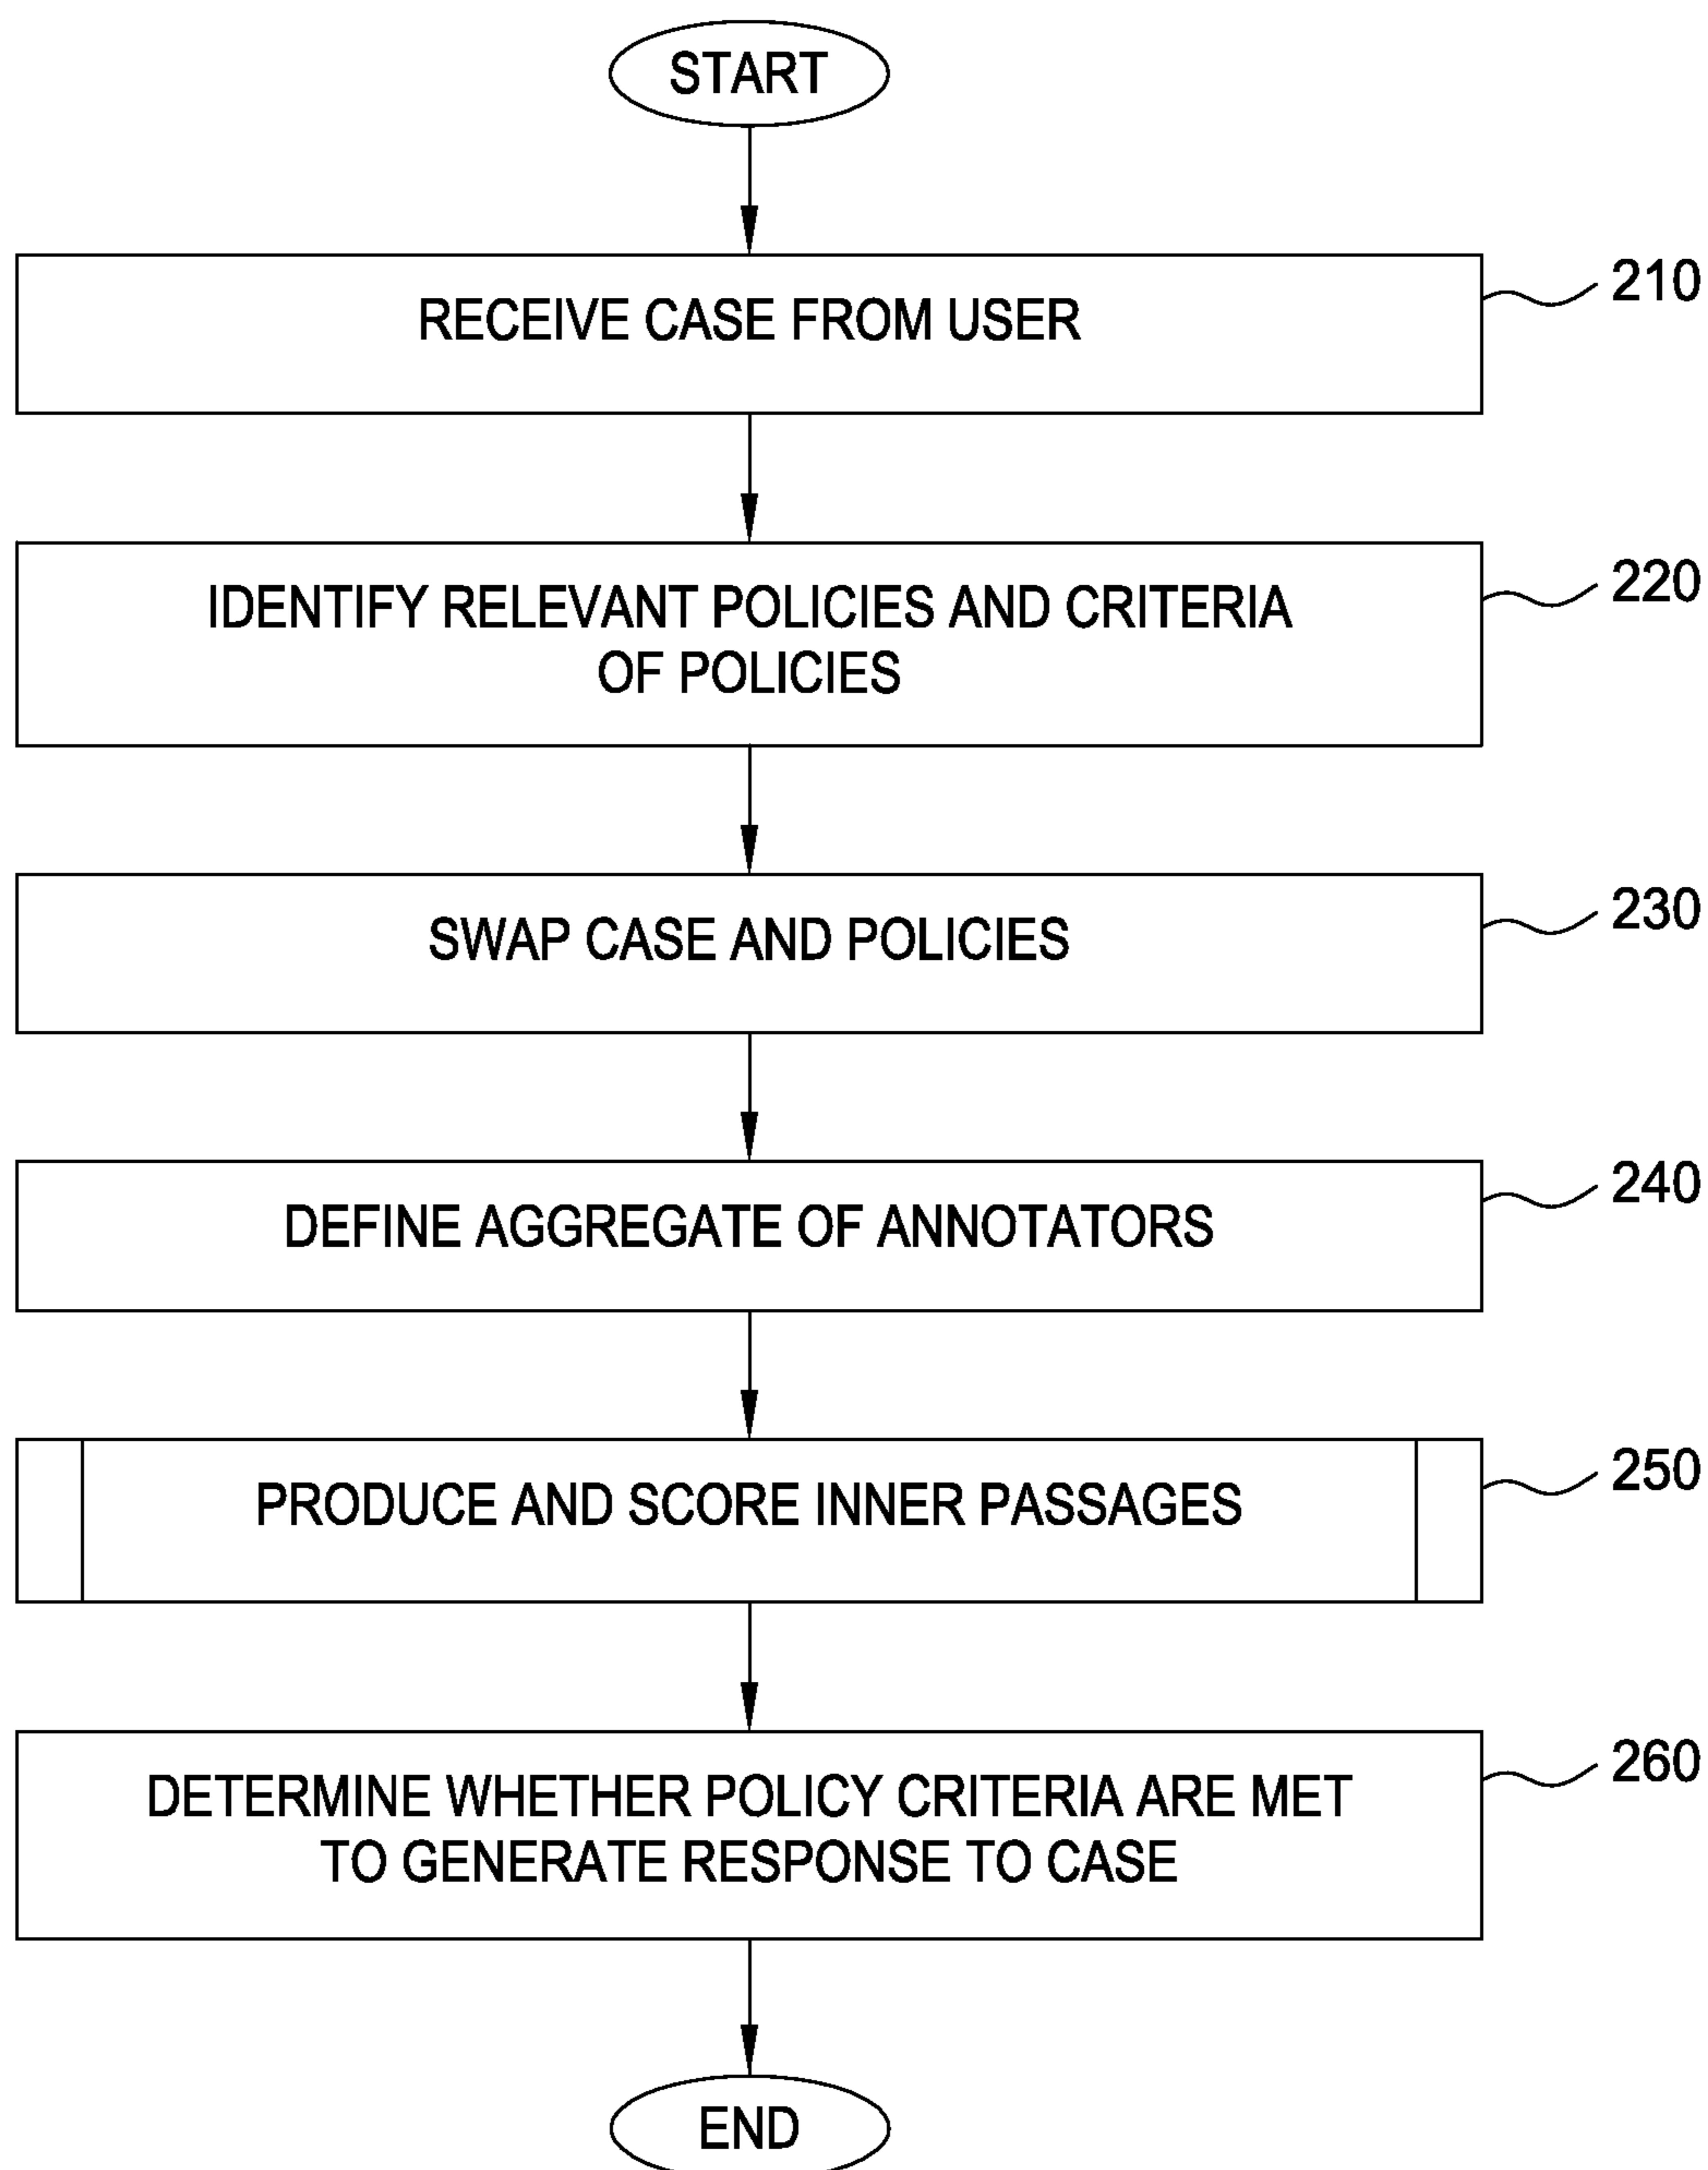 START
RECEIVE CASE FROM USER
210
IDENTIFY RELEVANT POLICIES AND CRITERIA
OF POLICIES
220
SWAP CASE AND POLICIES
230
DEFINE AGGREGATE OF ANNOTATORS
240
PRODUCE AND SCORE INNER PASSAGES
250
DETERMINE WHETHER POLICY CRITERIA ARE MET
TO GENERATE RESPONSE TO CASE
260
END